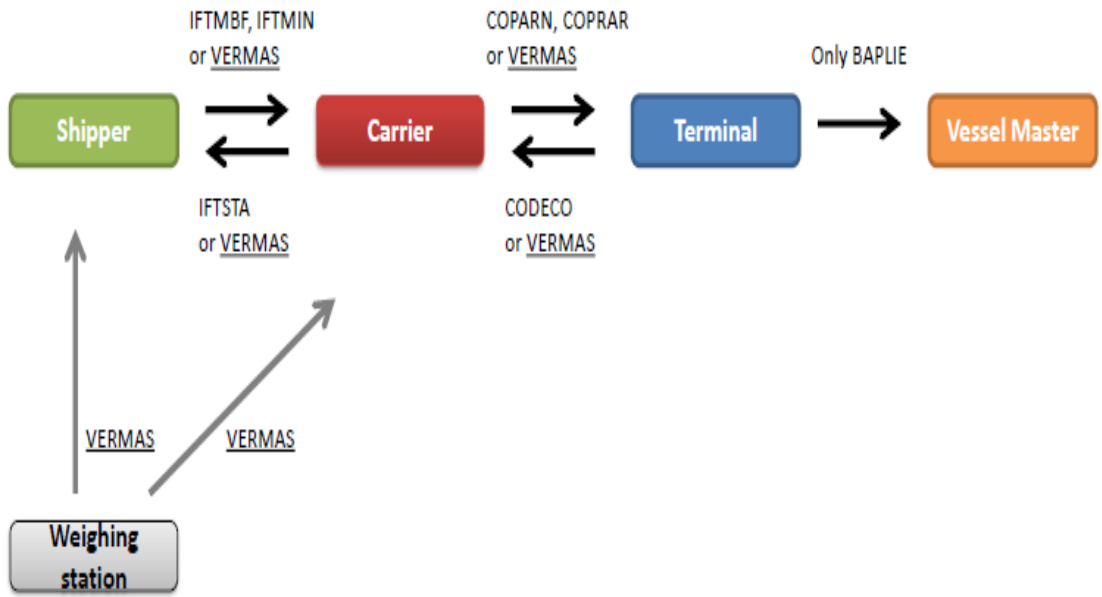 IFTMBF, IFTMIN
or VERMAS
COPARN, COPRAR
or VERMAS
Only BAPLIE
Shipper
Carrier
Terminal
Vessel Master
IFTSTA
or VERMAS
CODECO
or VERMAS
VERMAS
VERMAS
Weighing
station